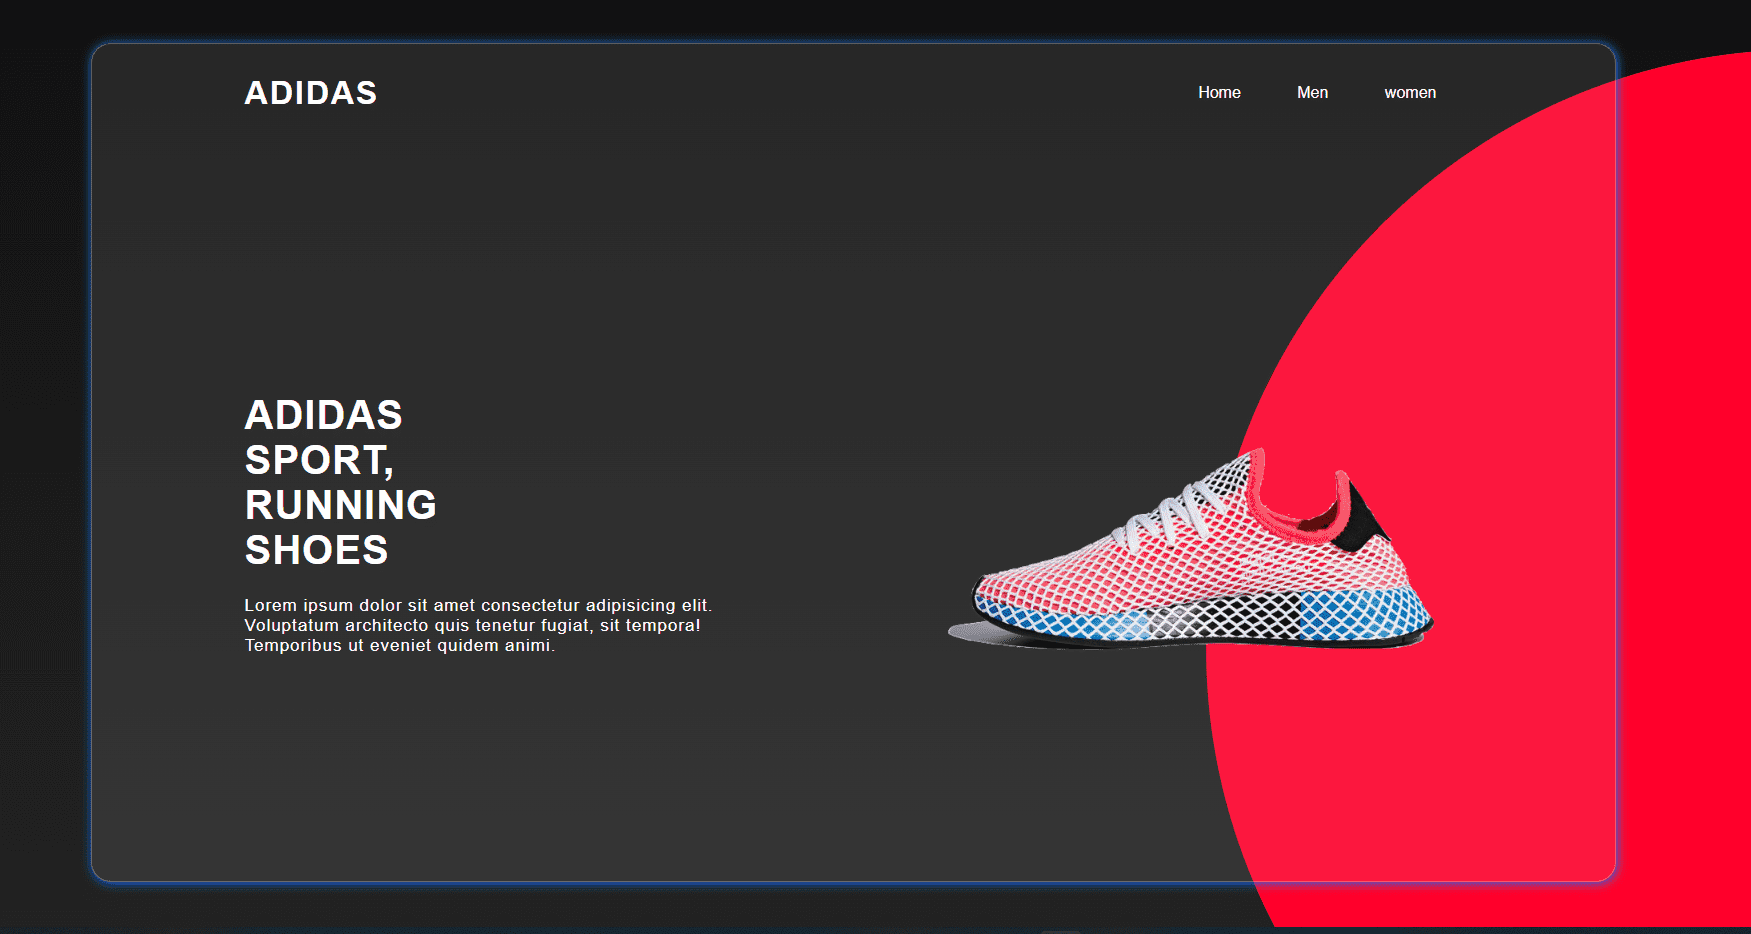 ADIDAS
Home
Men
women
ADIDAS
SPORT,
RUNNING
SHOES
Lorem ipsum dolor sit amet consectetur adipisicing elit.
Voluptatum architecto quis tenetur fugiat, sit tempora!
Temporibus ut eveniet quidem animi.